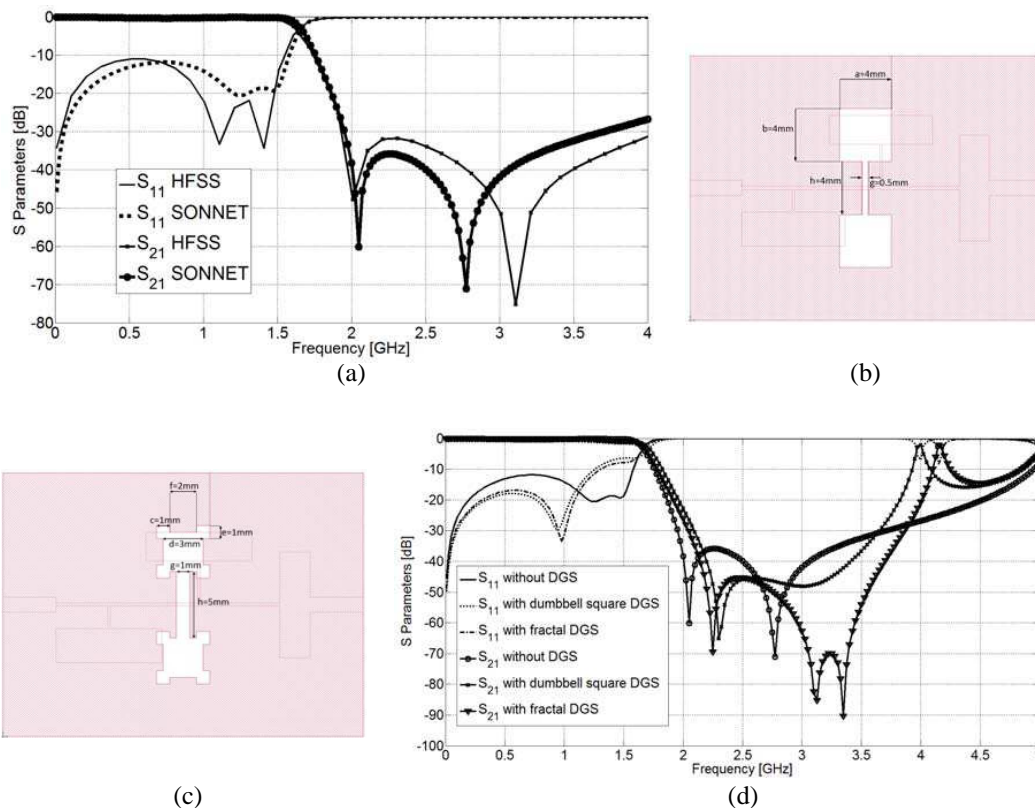 0
-10
-20
-30
-40
-50
-60
-70
-80
S Parameters [dB]
S11 HFSS
S11 SONNET
S21 HFSS
S21 SONNET
0 0.5 1 1.5 2 2.5 3 3.5 4
Frequency [GHz]
(a)
a=4mm
b=4mm
h=4mm
g=0.5mm
(b)
f=2mm
c=1mm
e=1mm
d=3mm
g=1mm
h=5mm
(c)
0
-10
-20
-30
-40
-50
-60
-70
-80
-90
-100
S Parameters [dB]
S11 without DGS
S11 with dumbbell square DGS
S11 with fractal DGS
S21 without DGS
S21 with dumbbell square DGS
S21 with fractal DGS
0 0.5 1 1.5 2 2.5 3 3.5 4 4.5
Frequency [GHz]
(d)